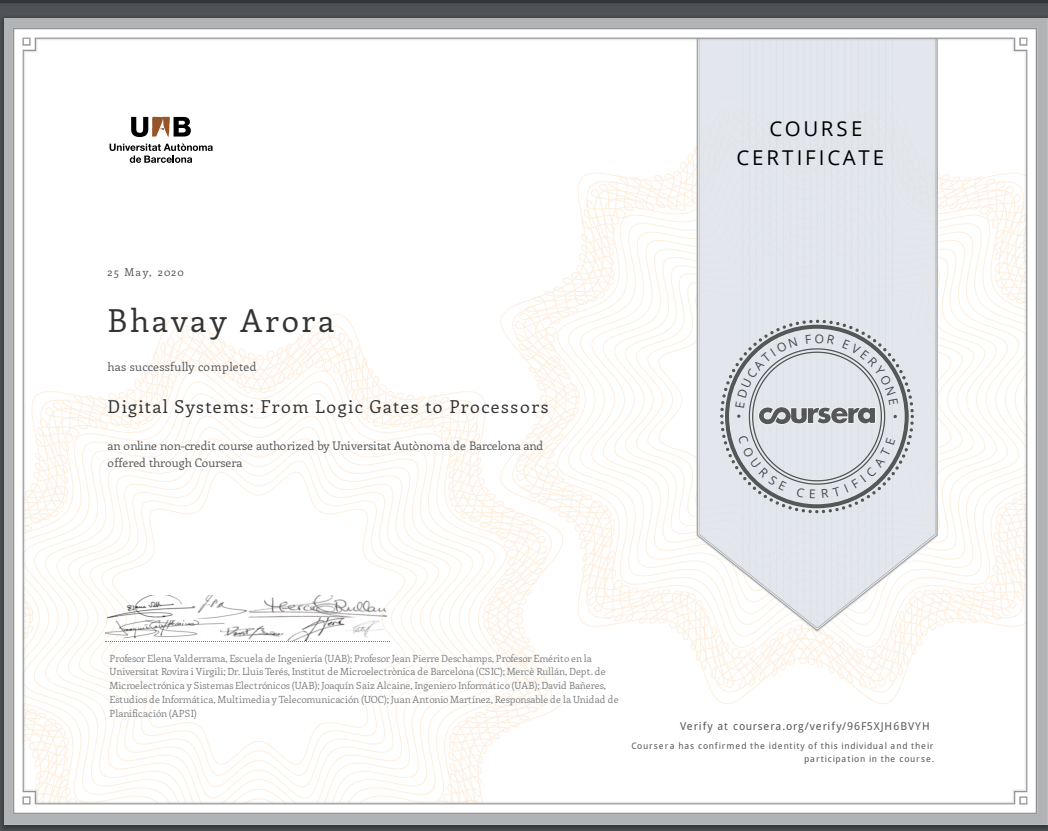 UAB
Universitat Autònoma
de Barcelona
COURSE
CERTIFICATE
25 May, 2020
Bhavay Arora
has successfully completed
Digital Systems: From Logic Gates to Processors
an online non-credit course authorized by Universitat Autònoma de Barcelona and
offered through Coursera
EDUCATION FOR EVERYONE
coursera
COURSE CERTIFICATE
Mercè Rullan
Profesor Elena Valderrama, Escuela de Ingeniería (UAB); Profesor Jean Pierre Deschamps, Profesor Emérito en la
Universitat Rovira i Virgili; Dr. Lluis Terés, Institut de Microelectrònica de Barcelona (CSIC); Mercè Rullán, Dept. de
Microelectrónica y Sistemas Electrónicos (UAB); Joaquín Saiz Alcaine, Ingeniero Informático (UAB); David Bañeres,
Estudios de Informática, Multimedia y Telecomunicación (UOC); Juan Antonio Martínez, Responsable de la Unidad de
Planificación (APSI)
Verify at coursera.org/verify/96F5XJH6BVYH
Coursera has confirmed the identity of this individual and their
participation in the course.